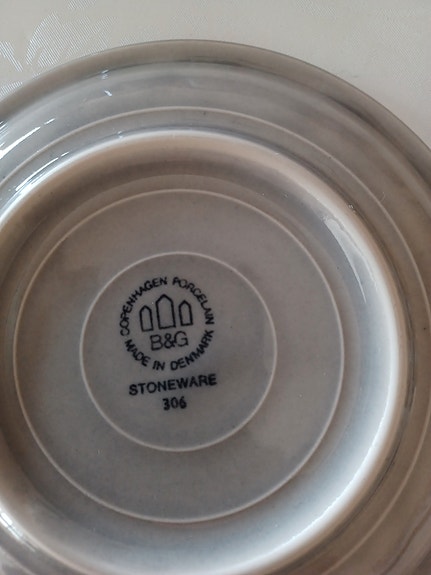 COPENHAGEN PORCELAIN
B&G
MADE IN DENMARK
STONEWARE
306